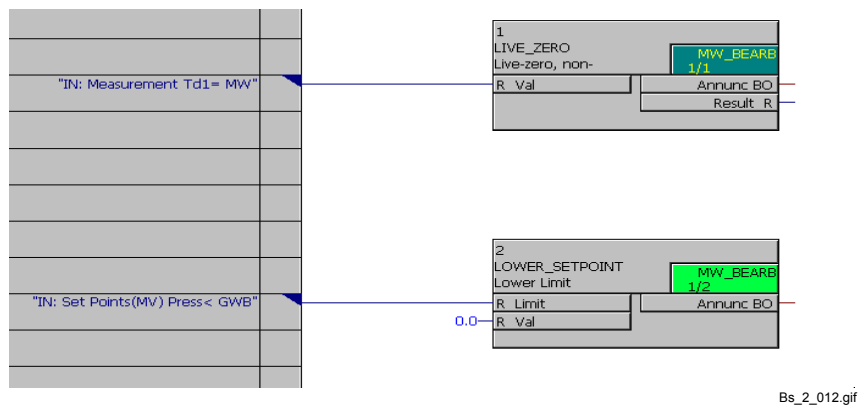 1
LIVE_ZERO
Live-zero, non-
MW_BEARB
1/1
"IN: Measurement Td1= MW"
R Val
Annunc BO
Result R
2
LOWER_SETPOINT
Lower Limit
MW_BEARB
1/2
"IN: Set Points(MV) Press< GWB"
R Limit
Annunc BO
0.0
R Val
Bs_2_012.gif